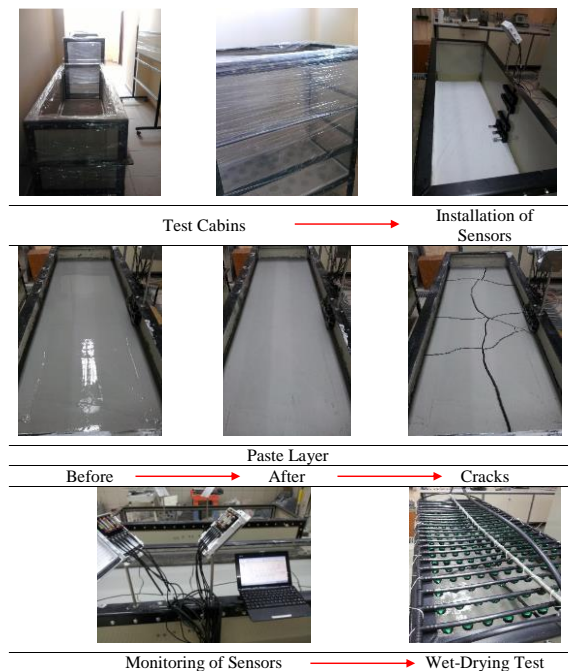 Test Cabins
Installation of
Sensors
Paste Layer
Before
After
Cracks
Monitoring of Sensors
Wet-Drying Test